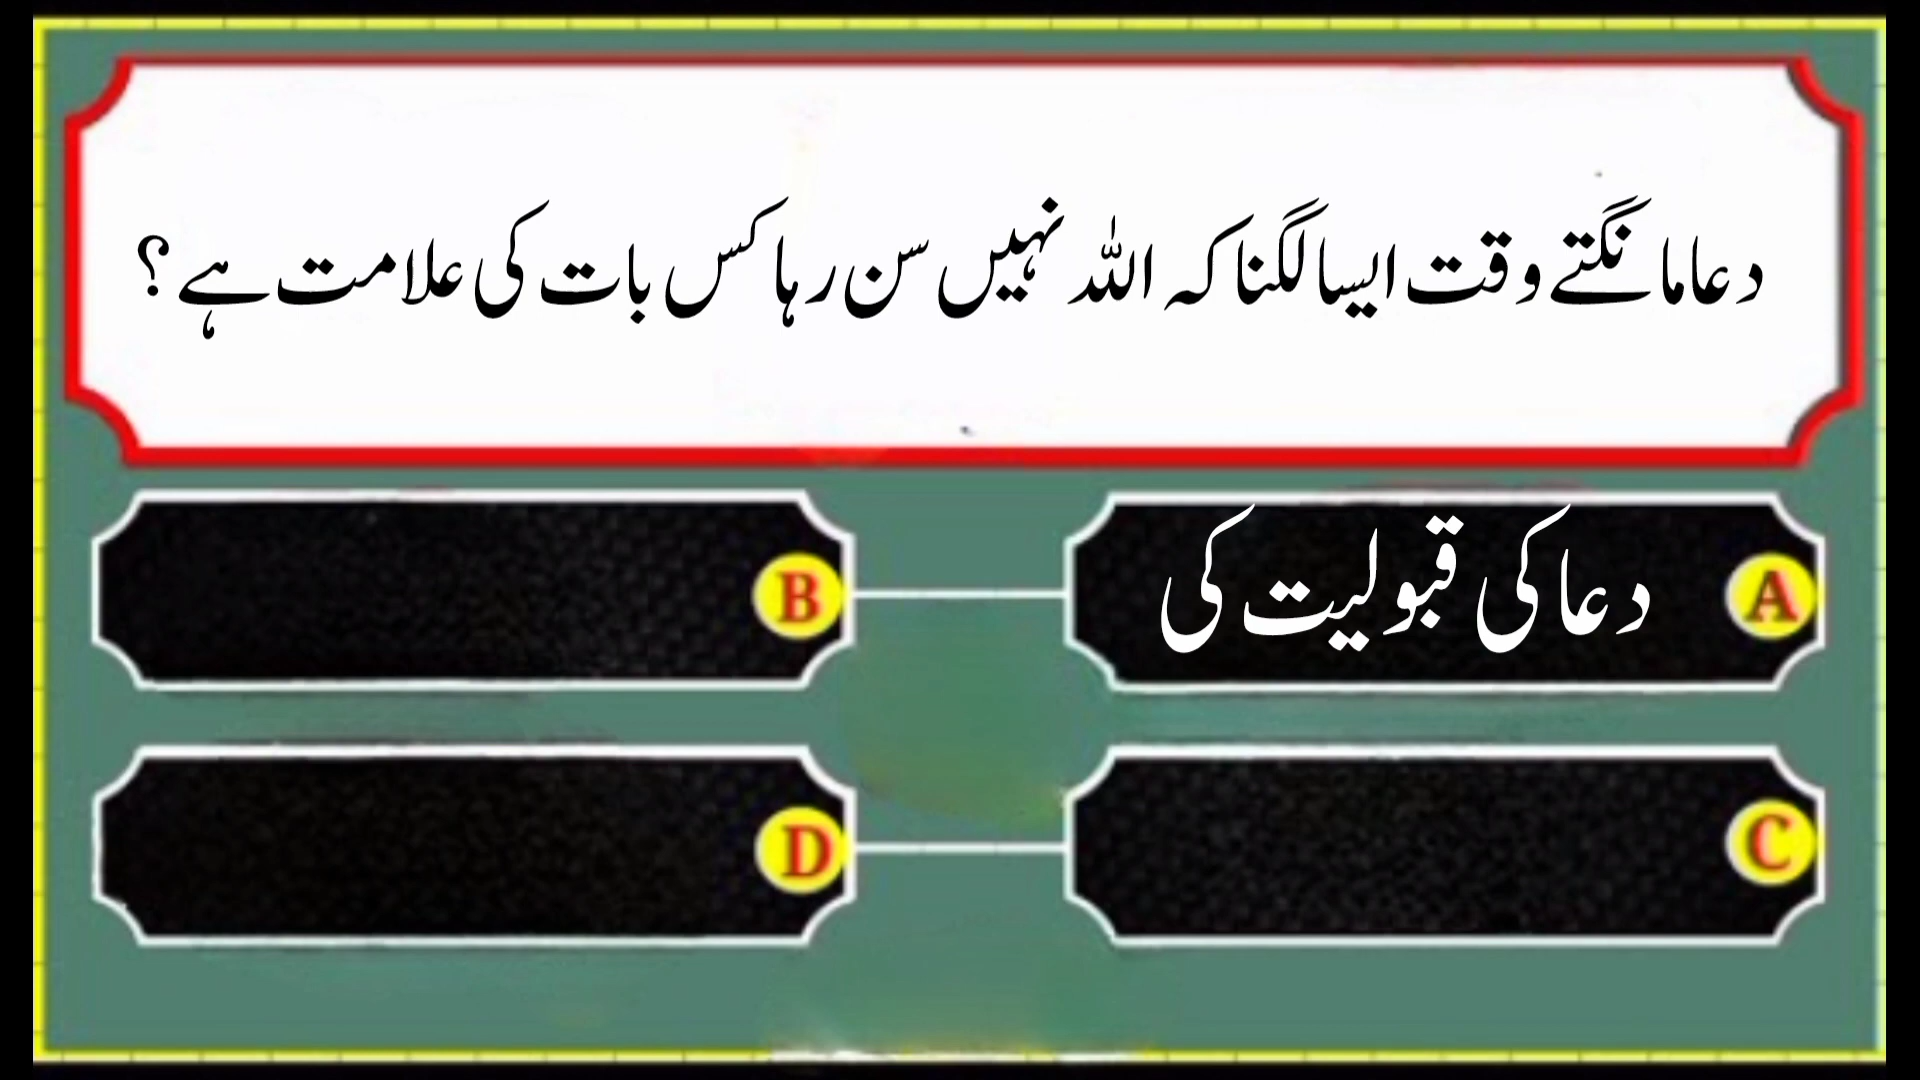 دعا مانگتے وقت ایسا لگنا کہ اللہ نہیں سن رہا کس بات کی علامت ہے؟
A دعا کی قبولیت کی
B
C
D